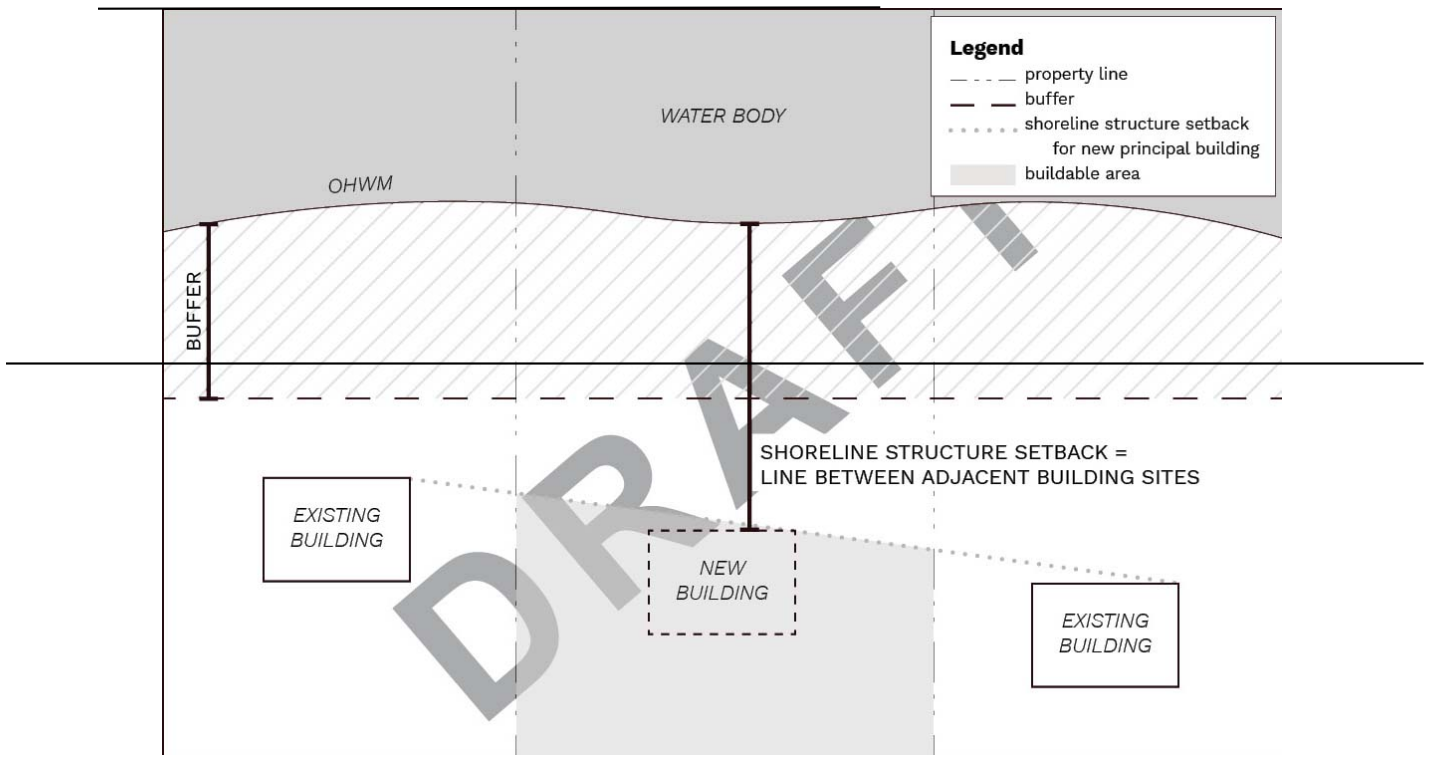 Legend
property line
buffer
shoreline structure setback
for new principal building
buildable area
WATER BODY
OHWM
BUFFER
SHORELINE STRUCTURE SETBACK =
LINE BETWEEN ADJACENT BUILDING SITES
EXISTING
BUILDING
NEW
BUILDING
EXISTING
BUILDING
DRAFT